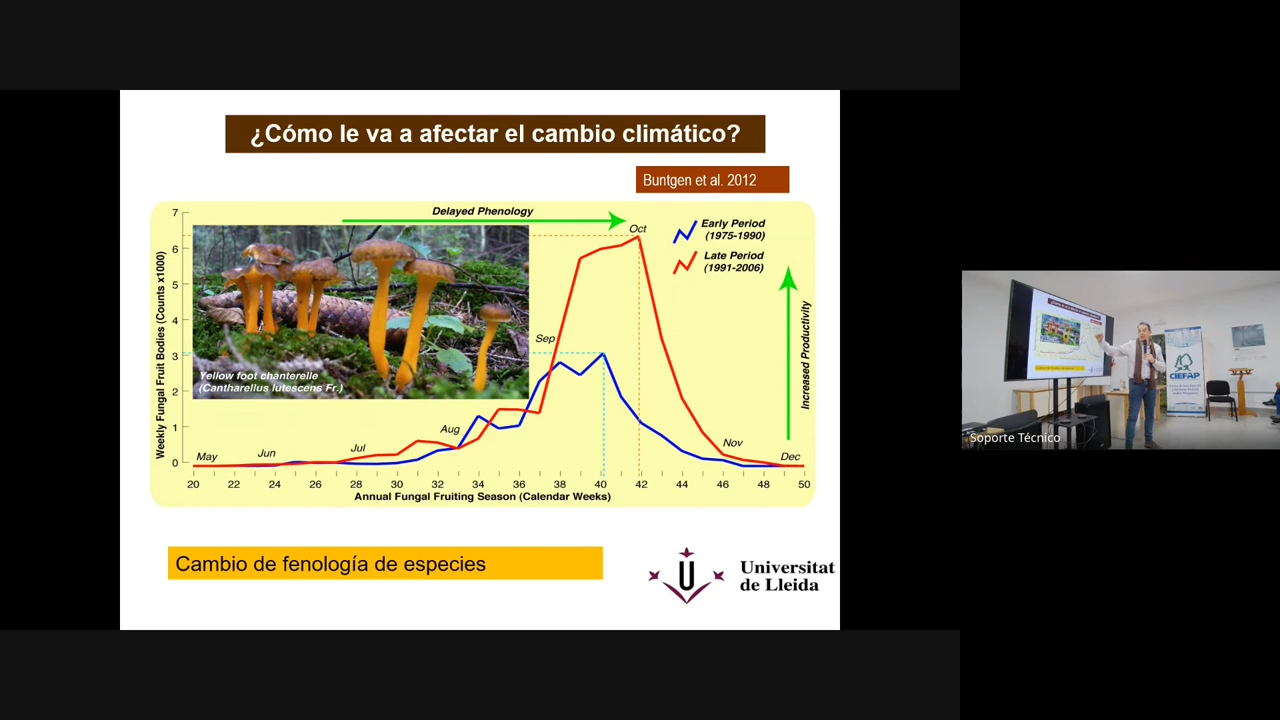 ¿Cómo le va a afectar el cambio climático?
Buntgen et al. 2012
Delayed Phenology
Oct
Early Period
(1975-1990)
Late Period
(1991-2006)
Increased Productivity
Weekly Fungal Fruit Bodies (Counts x1000)
7
6
5
4
3
2
1
0
Yellow foot chanterelle
(Cantharellus lutescens Fr.)
May
Jun
Jul
Aug
Sep
Nov
Dec
20 22 24 26 28 30 32 34 36 38 40 42 44 46 48 50
Annual Fungal Fruiting Season (Calendar Weeks)
Cambio de fenología de especies
Universitat
de Lleida
CIEFAP
Soporte Técnico